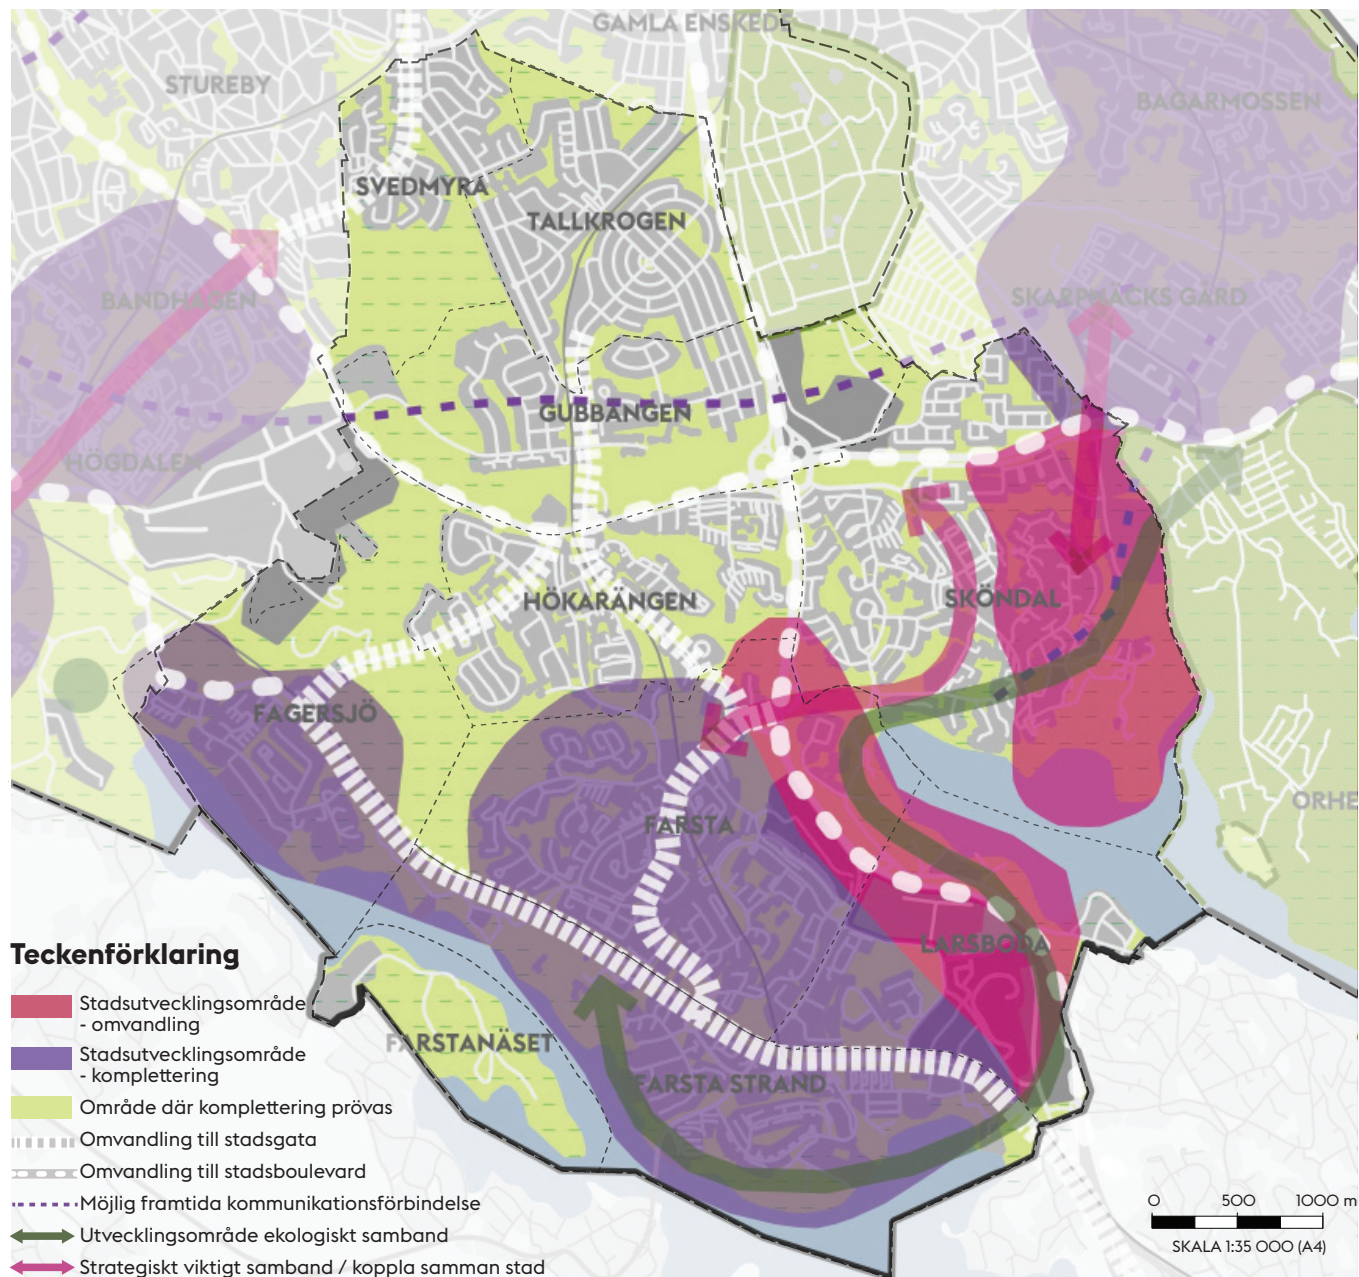 GAMLA ENSKEDE
STUREBY
BAGARMOSSEN
SVEDMYRA
TALLKROGEN
BANDHAGEN
SKARPNÄCKS GÅRD
GUBBÄNGEN
HÖGDALEN
HÖKARÄNGEN
SKÖNDAL
FAGERSJÖ
ORHE
FARSTA
LARSBODA
FARSTANÄSET
FARSTA STRAND
Teckenförklaring
Stadsutvecklingsområde
- omvandling
Stadsutvecklingsområde
- komplettering
Område där komplettering prövas
Omvandling till stadsgata
Omvandling till stadsboulevard
Möjlig framtida kommunikationsförbindelse
Utvecklingsområde ekologiskt samband
Strategiskt viktigt samband / koppla samman stad
0 500 1000 m
SKALA 1:35 000 (A4)